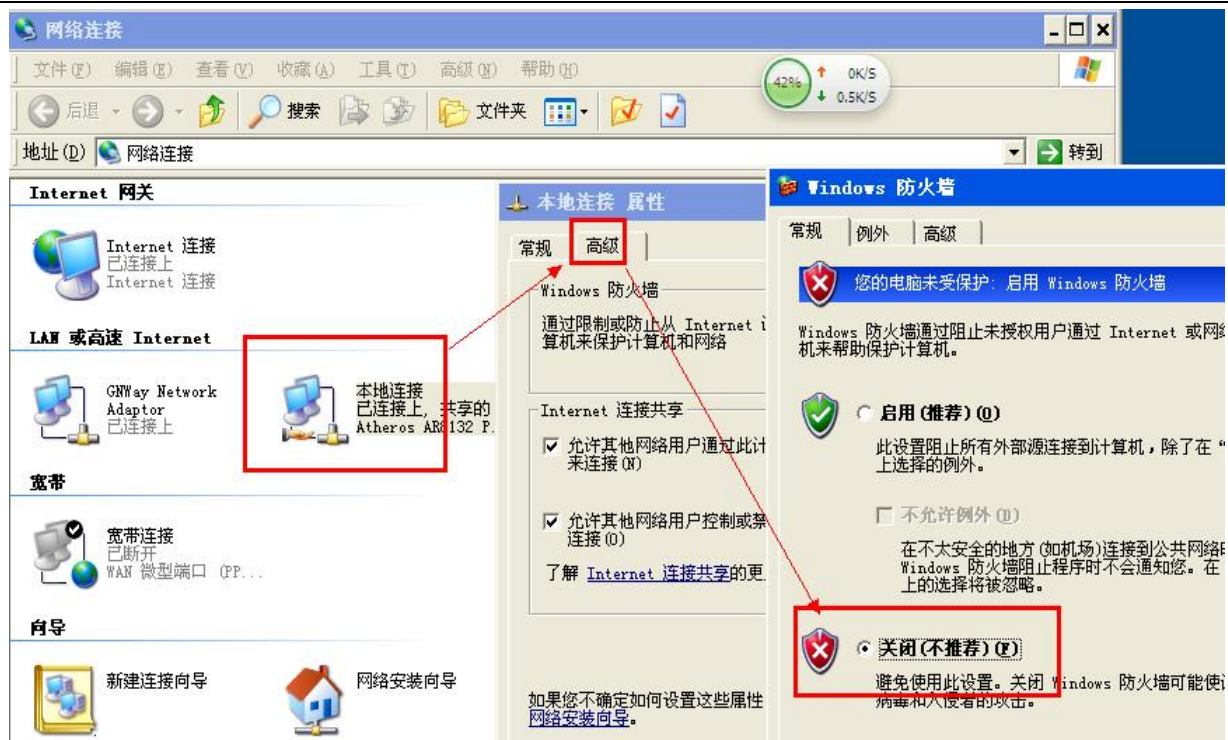 网络连接
文件(F) 编辑(E) 查看(V) 收藏(A) 工具(T) 高级(N) 帮助(H)
42% 0K/S
0.5K/S
后退 搜索 文件夹
地址(D) 网络连接 转到
Internet 网关
Internet 连接
已连接上
Internet 连接
LAN 或高速 Internet
GNWay Network
Adaptor
已连接上
本地连接
已连接上, 共享的
Atheros AR8132 P.
宽带
宽带连接
已断开
WAN 微型端口 (PP...
向导
新建连接向导
网络安装向导
本地连接 属性
常规 高级
Windows 防火墙
通过限制或防止从 Internet
算机来保护计算机和网络
Internet 连接共享
允许其他网络用户通过此计
来连接(N)
允许其他网络用户控制或禁
连接(O)
了解 Internet 连接共享的更
如果您不确定如何设置这些属性
网络安装向导。
Windows 防火墙
常规 例外 高级
您的电脑未受保护: 启用 Windows 防火墙
Windows 防火墙通过阻止未授权用户通过 Internet 或网络
机来帮助保护计算机。
启用(推荐)(O)
此设置阻止所有外部源连接到计算机，除了在“
上选择的例外。
不允许例外(D)
在不太安全的地方(如机场)连接到公共网络时
Windows 防火墙阻止程序时不会通知您。在
上的选择将被忽略。
关闭(不推荐)(F)
避免使用此设置。关闭 Windows 防火墙可能使
病毒和入侵者的攻击。